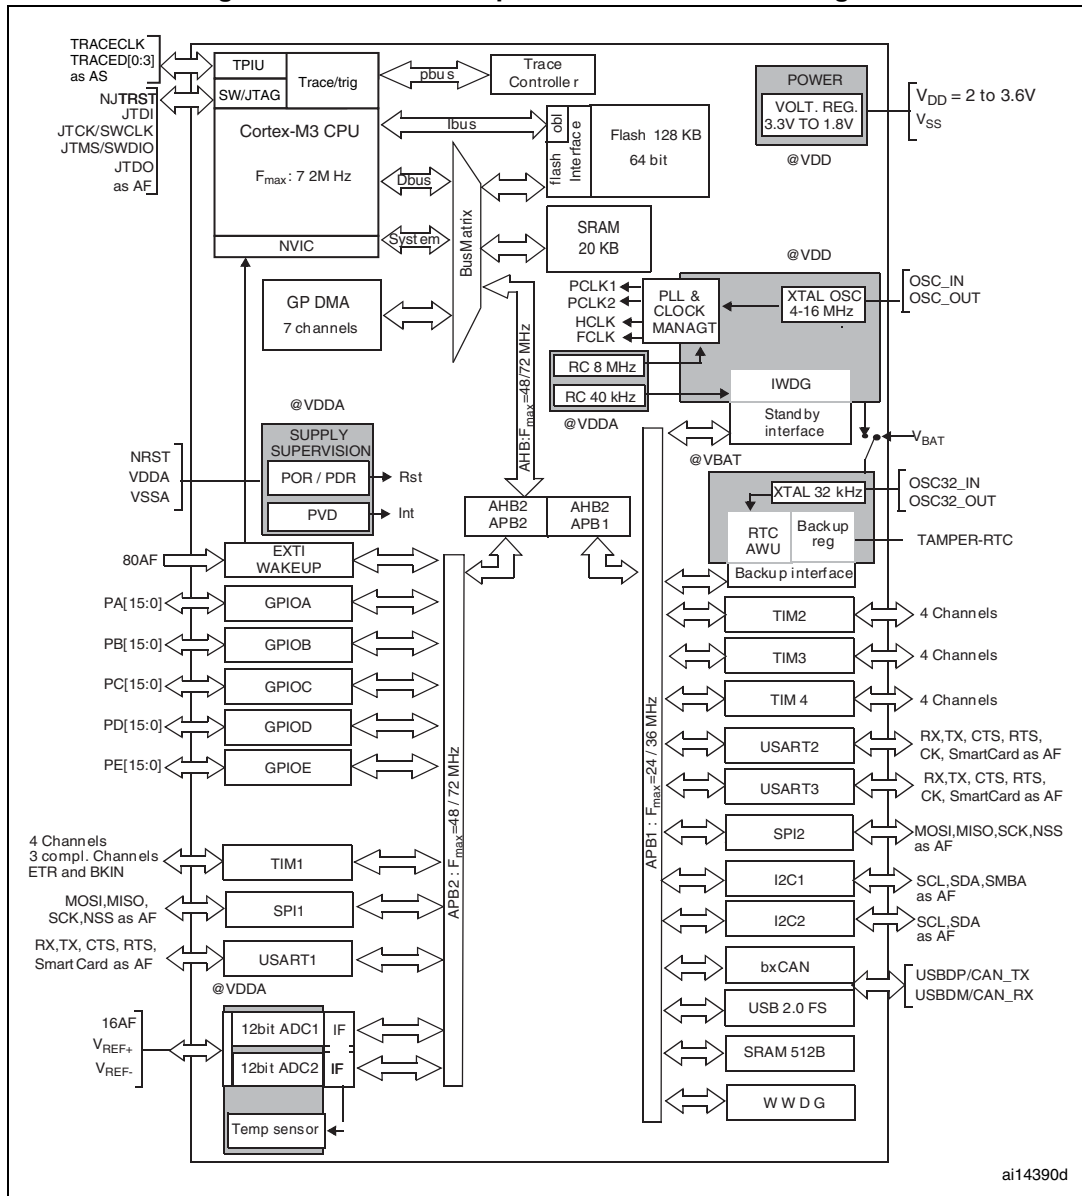 TRACECLK
TRACED[0:3]
as AS
NJTRST
JTDI
JTCK/SWCLK
JTMS/SWDIO
JTDO
as AF
TPIU
SW/JTAG
Trace/trig
Cortex-M3 CPU
Fmax: 7 2M Hz
NVIC
pbus
Trace
Controller
Ibus
Dbus
System
BusMatrix
obl
flash
Interface
Flash 128 KB
64 bit
SRAM
20 KB
POWER
VOLT. REG.
3.3V TO 1.8V
@VDD
VDD = 2 to 3.6V
VSS
GP DMA
7 channels
AHB:Fmax=48/72 MHz
@VDD
PCLK1
PCLK2
HCLK
FCLK
PLL &
CLOCK
MANAGT
XTAL OSC
4-16 MHz
OSC_IN
OSC_OUT
RC 8 MHz
RC 40 kHz
@VDDA
IWDG
Standby
interface
VBAT
@VBAT
@VDDA
SUPPLY
SUPERVISION
POR / PDR
Rst
PVD
Int
NRST
VDDA
VSSA
AHB2
APB2
AHB2
APB1
XTAL 32 kHz
OSC32_IN
OSC32_OUT
RTC
AWU
Backup
reg
TAMPER-RTC
Backup interface
80AF
EXTI
WAKEUP
PA[15:0]
GPIOA
PB[15:0]
GPIOB
PC[15:0]
GPIOC
PD[15:0]
GPIOD
PE[15:0]
GPIOE
4 Channels
3 compl. Channels
ETR and BKIN
TIM1
MOSI,MISO,
SCK,NSS as AF
SPI1
RX,TX, CTS, RTS,
SmartCard as AF
USART1
@VDDA
16AF
VREF+
VREF-
12bit ADC1
IF
12bit ADC2
IF
Temp sensor
APB2 : Fmax=48 / 72 MHz
APB1 : Fmax=24 / 36 MHz
TIM2
4 Channels
TIM3
4 Channels
TIM 4
4 Channels
USART2
RX,TX, CTS, RTS,
CK, SmartCard as AF
USART3
RX,TX, CTS, RTS,
CK, SmartCard as AF
SPI2
MOSI,MISO,SCK,NSS
as AF
I2C1
SCL,SDA,SMBA
as AF
I2C2
SCL,SDA
as AF
bxCAN
USBDP/CAN_TX
USBDM/CAN_RX
USB 2.0 FS
SRAM 512B
W W D G
ai14390d